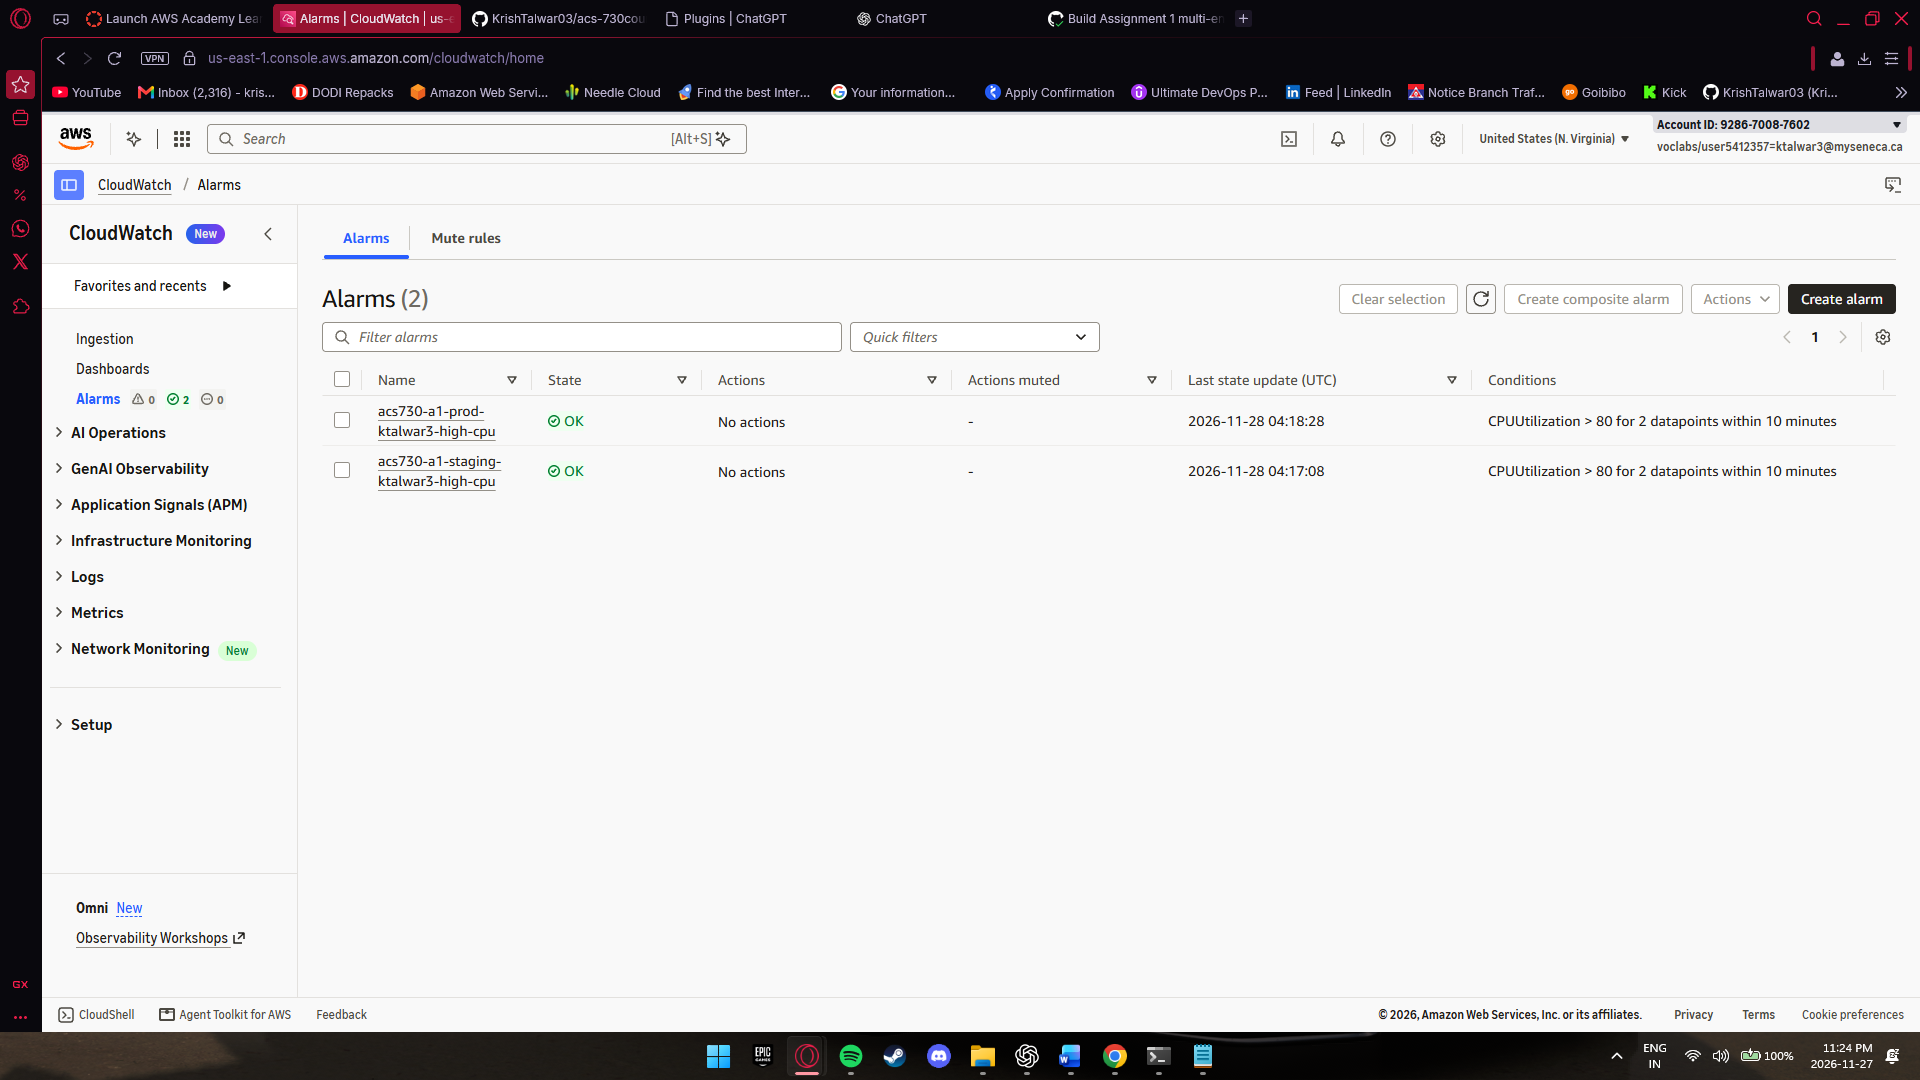 Launch AWS Academy Lea
Alarms | CloudWatch | us-e
KrishTalwar03/acs-730cou
Plugins | ChatGPT
ChatGPT
Build Assignment 1 multi-en
VPN
us-east-1.console.aws.amazon.com/cloudwatch/home
YouTube
Inbox (2,316) - kris...
DODI Repacks
Amazon Web Servi...
Needle Cloud
Find the best Inter...
Your information...
Apply Confirmation
Ultimate DevOps P...
Feed | LinkedIn
Notice Branch Traf...
Goibibo
Kick
KrishTalwar03 (Kri...
aws
Search
[Alt+S]
United States (N. Virginia)
Account ID: 9286-7008-7602
voclabs/user5412357=ktalwar3@myseneca.ca
CloudWatch / Alarms
CloudWatch New
Favorites and recents
Ingestion
Dashboards
Alarms 0 2 0
AI Operations
GenAI Observability
Application Signals (APM)
Infrastructure Monitoring
Logs
Metrics
Network Monitoring New
Setup
Omni New
Observability Workshops
Alarms
Mute rules
Alarms (2)
Clear selection
Create composite alarm
Actions
Create alarm
Filter alarms
Quick filters
1
Name
State
Actions
Actions muted
Last state update (UTC)
Conditions
acs730-a1-prod-
ktalwar3-high-cpu
OK
No actions
-
2026-11-28 04:18:28
CPUUtilization > 80 for 2 datapoints within 10 minutes
acs730-a1-staging-
ktalwar3-high-cpu
OK
No actions
-
2026-11-28 04:17:08
CPUUtilization > 80 for 2 datapoints within 10 minutes
GX
CloudShell
Agent Toolkit for AWS
Feedback
© 2026, Amazon Web Services, Inc. or its affiliates.
Privacy
Terms
Cookie preferences
EPIC
GAMES
ENG
IN
100%
11:24 PM
2026-11-27